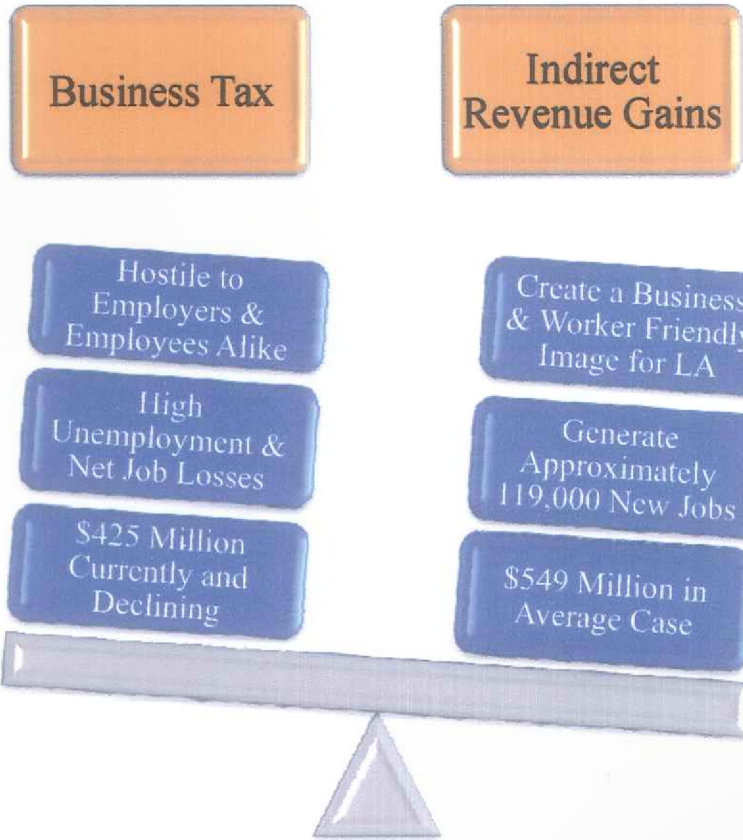 Business Tax
Indirect
Revenue Gains
Hostile to
Employers &
Employees Alike
High
Unemployment &
Net Job Losses
$425 Million
Currently and
Declining
Create a Business
& Worker Friendly
Image for LA
Generate
Approximately
119,000 New Jobs
$549 Million in
Average Case